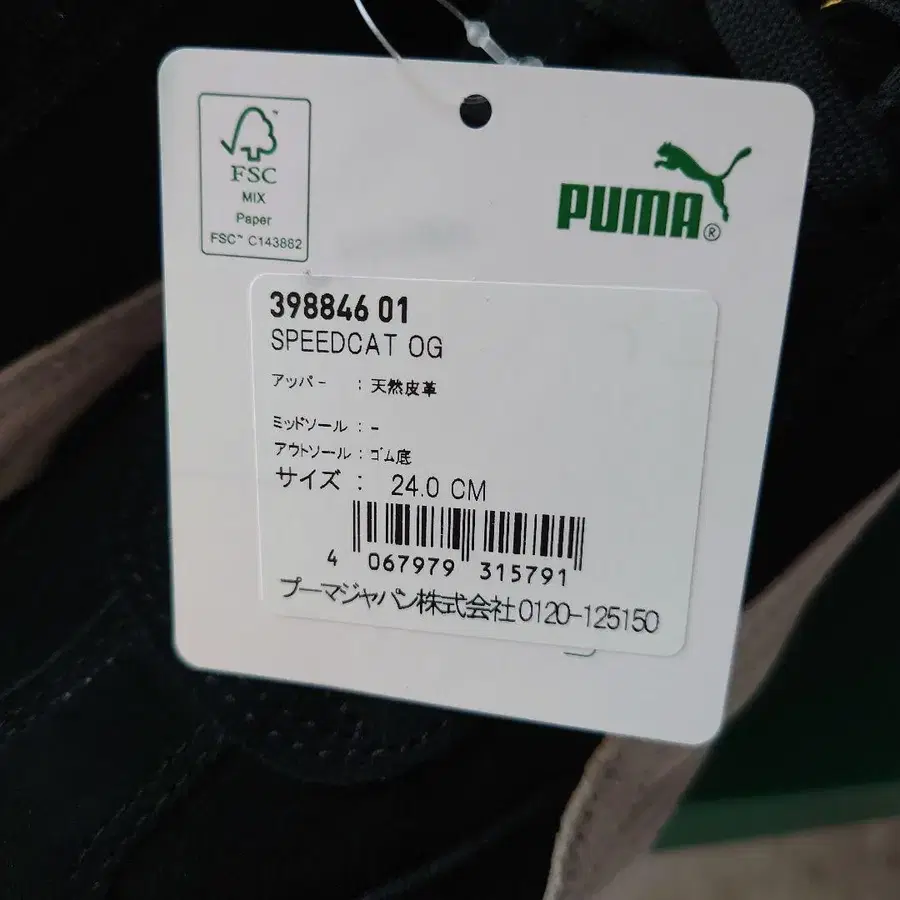 FSC™
MIX
Paper
FSC™ C143882
PUMA®
398846 01
SPEEDCAT OG
アッパー : 天然皮革
ミッドソール : -
アウトソール : ゴム底
サイズ : 24.0 CM
4 067979 315791
プーマジャパン株式会社 0120-125150